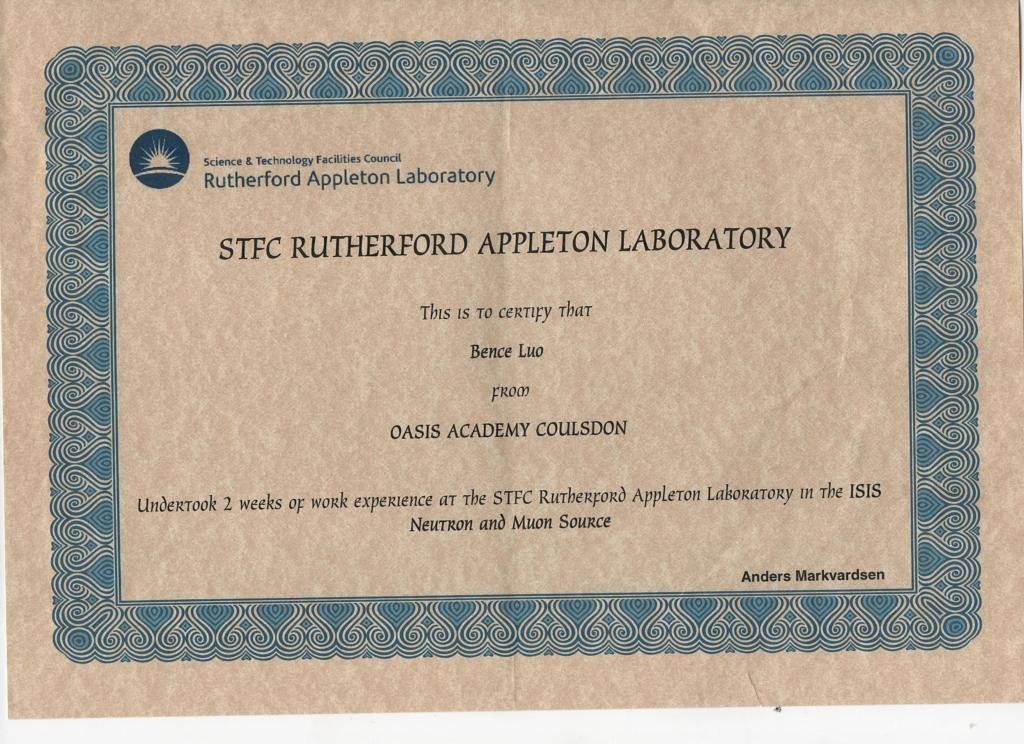 Science & Technology Facilities Council
Rutherford Appleton Laboratory
STFC RUTHERFORD APPLETON LABORATORY
This is to certify that
Bence Luo
from
OASIS ACADEMY COULSDON
Undertook 2 weeks of work experience at the STFC Rutherford Appleton Laboratory in the ISIS
Neutron and Muon Source
Anders Markvardsen